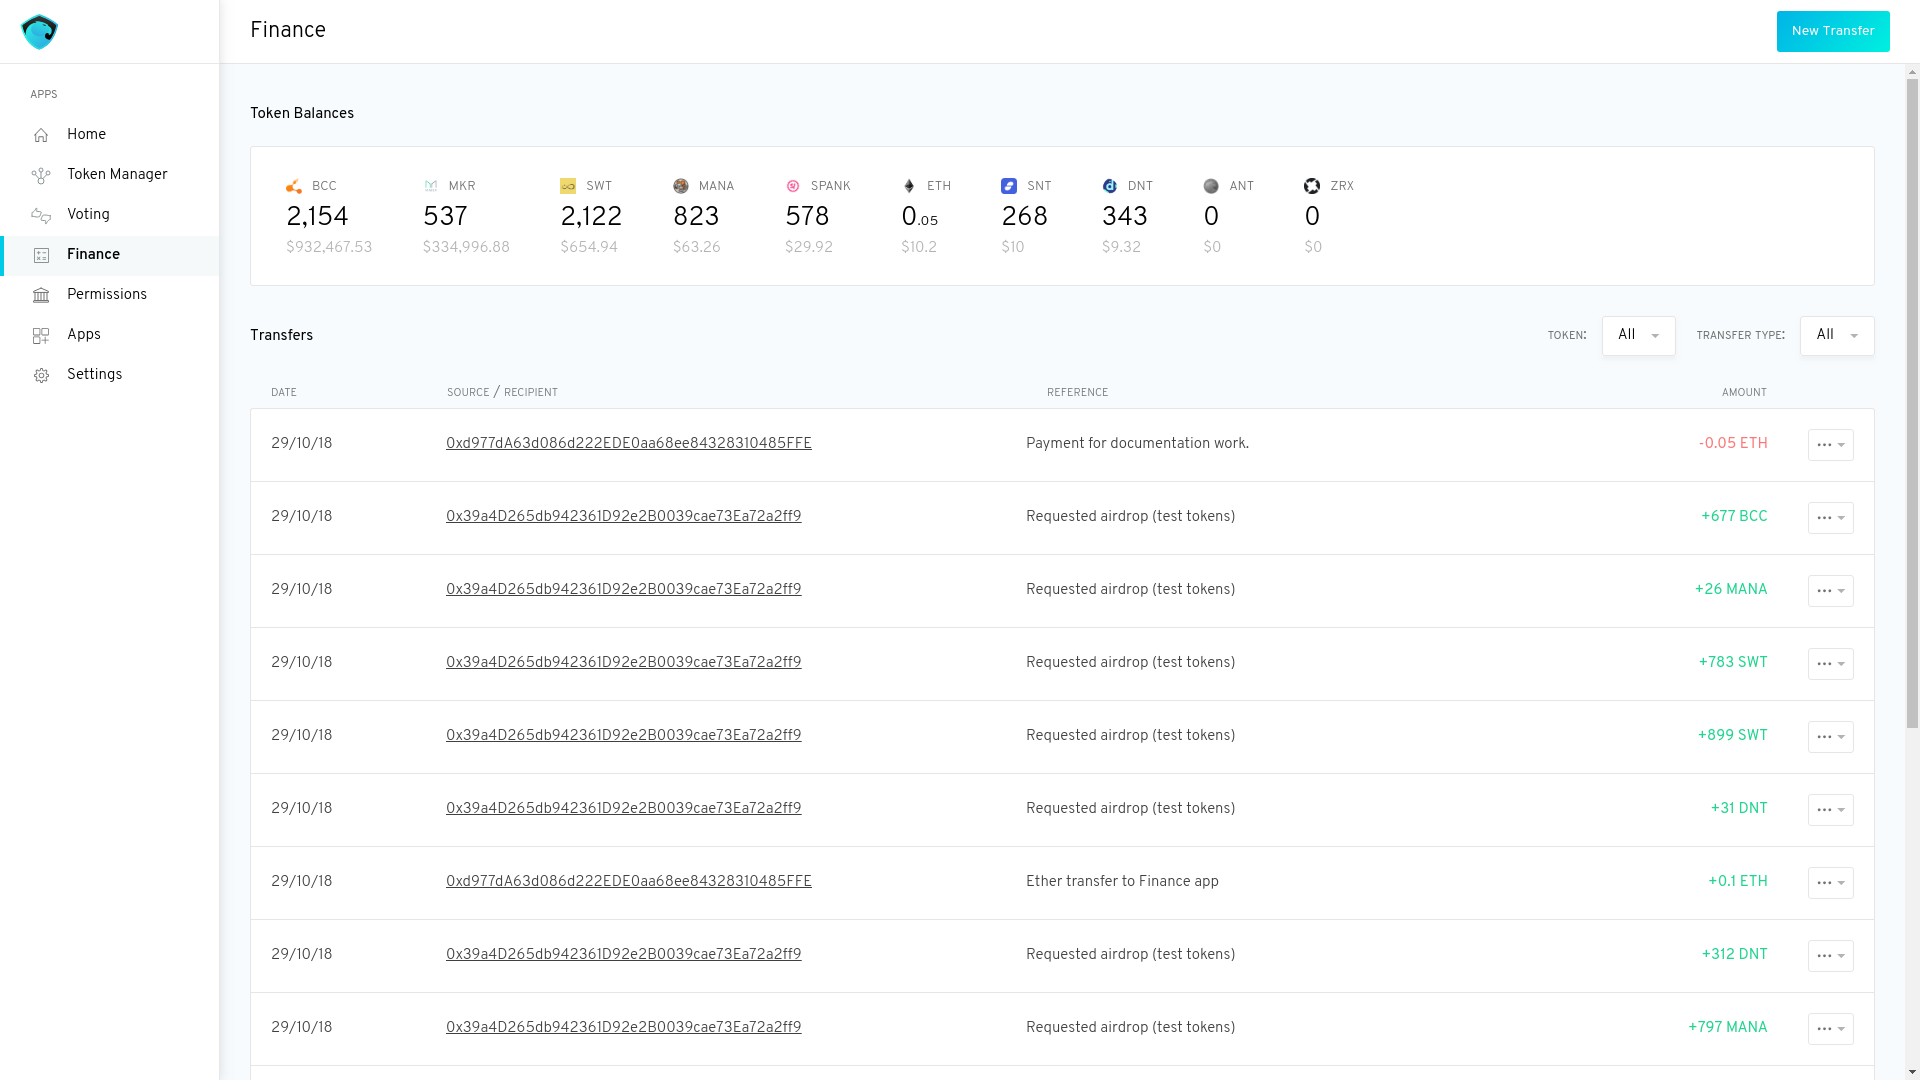 Finance
New Transfer
APPS
Home
Token Manager
Voting
Finance
Permissions
Apps
Settings
Token Balances
BCC MKR SWT MANA SPANK ETH SNT DNT ANT ZRX
2,154 537 2,122 823 578 0.05 268 343 0 0
$932,467.53 $334,996.88 $654.94 $63.26 $29.92 $10.2 $10 $9.32 $0 $0
Transfers TOKEN: All TRANSFER TYPE: All
DATE SOURCE / RECIPIENT REFERENCE AMOUNT
29/10/18 0xd977dA63d086d222EDE0aa68ee84328310485FFE Payment for documentation work. -0.05 ETH
29/10/18 0x39a4D265db942361D92e2B0039cae73Ea72a2ff9 Requested airdrop (test tokens) +677 BCC
29/10/18 0x39a4D265db942361D92e2B0039cae73Ea72a2ff9 Requested airdrop (test tokens) +26 MANA
29/10/18 0x39a4D265db942361D92e2B0039cae73Ea72a2ff9 Requested airdrop (test tokens) +783 SWT
29/10/18 0x39a4D265db942361D92e2B0039cae73Ea72a2ff9 Requested airdrop (test tokens) +899 SWT
29/10/18 0x39a4D265db942361D92e2B0039cae73Ea72a2ff9 Requested airdrop (test tokens) +31 DNT
29/10/18 0xd977dA63d086d222EDE0aa68ee84328310485FFE Ether transfer to Finance app +0.1 ETH
29/10/18 0x39a4D265db942361D92e2B0039cae73Ea72a2ff9 Requested airdrop (test tokens) +312 DNT
29/10/18 0x39a4D265db942361D92e2B0039cae73Ea72a2ff9 Requested airdrop (test tokens) +797 MANA